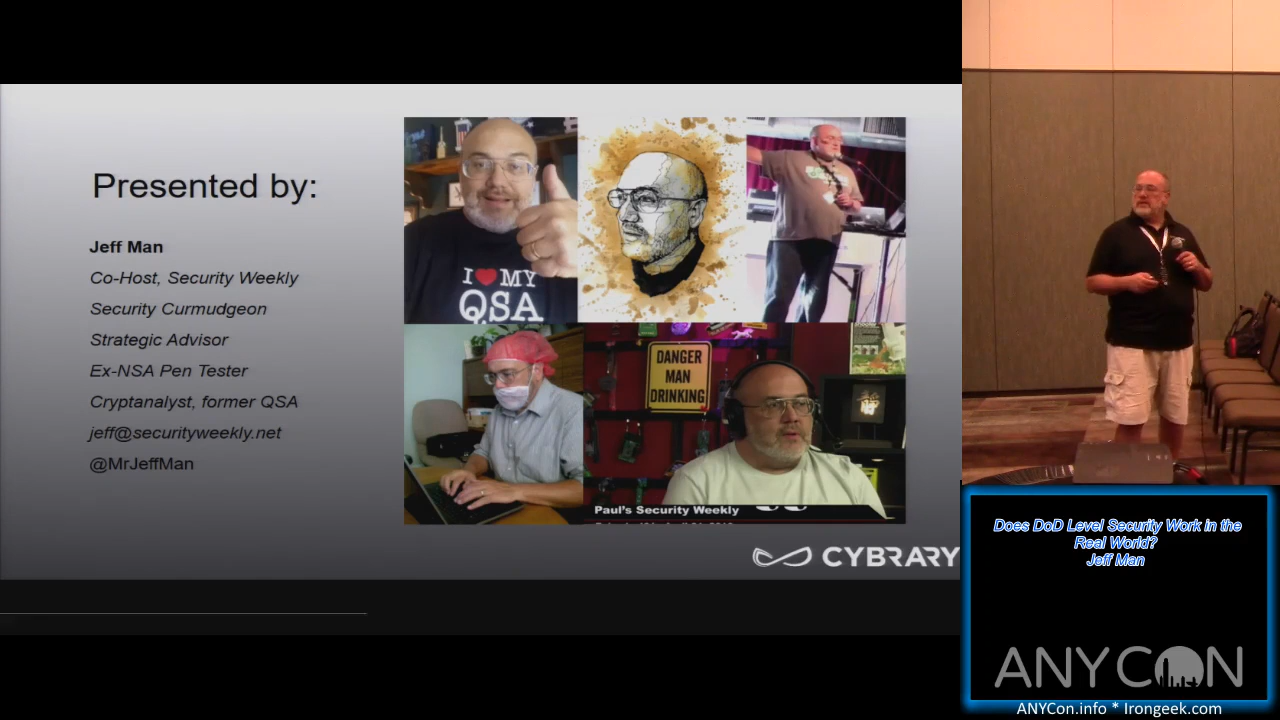 Presented by:
Jeff Man
Co-Host, Security Weekly
Security Curmudgeon
Strategic Advisor
Ex-NSA Pen Tester
Cryptanalyst, former QSA
jeff@securityweekly.net
@MrJeffMan
I MY
QSA
DANGER
MAN
DRINKING
Paul's Security Weekly
CYBRARY
Does DoD Level Security Work in the
Real World?
Jeff Man
ANYCON
ANYCon.info * Irongeek.com